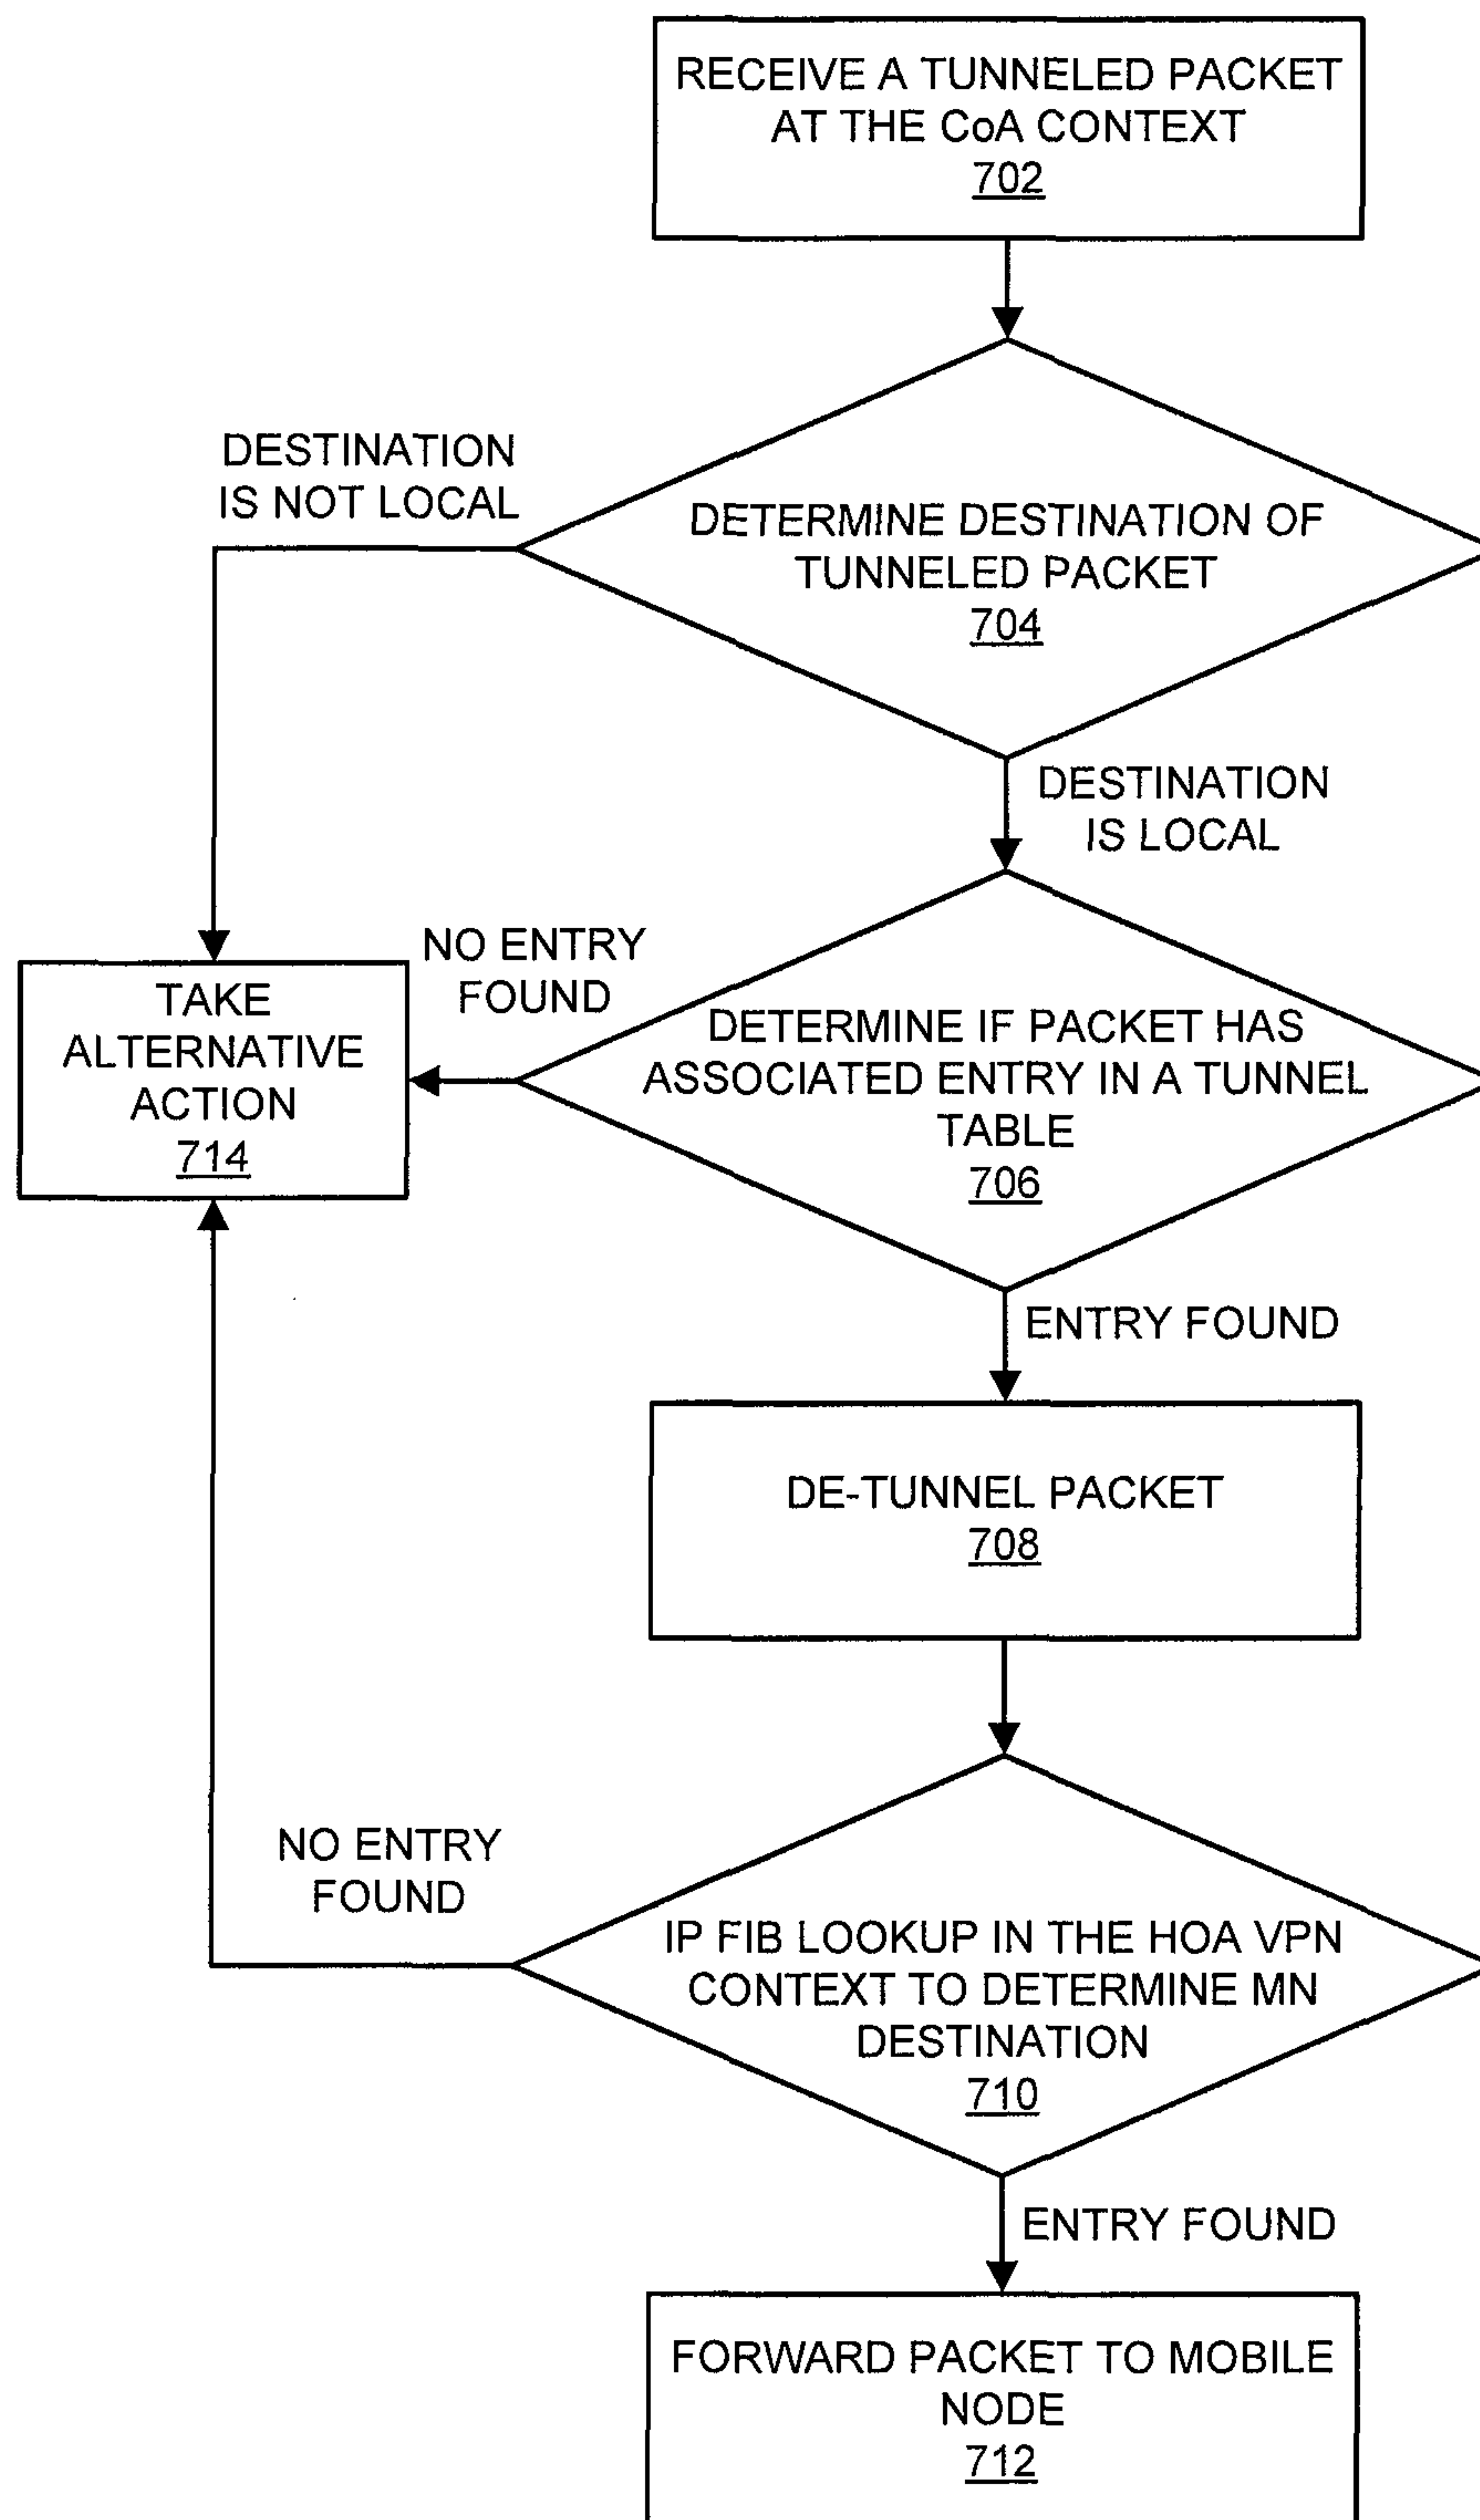 RECEIVE A TUNNELED PACKET
AT THE CoA CONTEXT
702
DESTINATION
IS NOT LOCAL
DETERMINE DESTINATION OF
TUNNELED PACKET
704
DESTINATION
IS LOCAL
NO ENTRY
FOUND
TAKE
ALTERNATIVE
ACTION
714
DETERMINE IF PACKET HAS
ASSOCIATED ENTRY IN A TUNNEL
TABLE
706
ENTRY FOUND
DE-TUNNEL PACKET
708
NO ENTRY
FOUND
IP FIB LOOKUP IN THE HOA VPN
CONTEXT TO DETERMINE MN
DESTINATION
710
ENTRY FOUND
FORWARD PACKET TO MOBILE
NODE
712